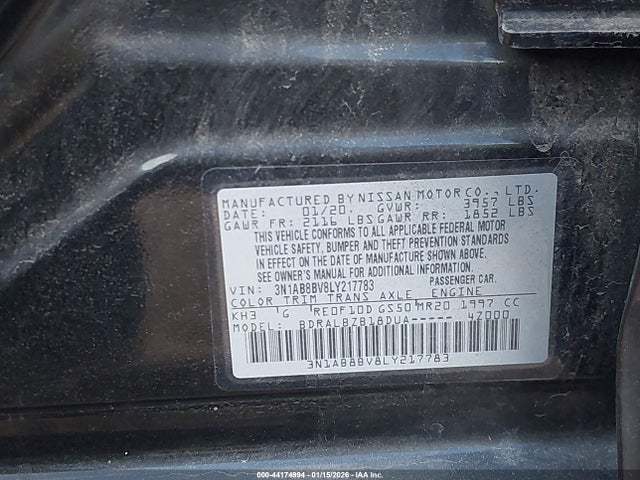 MANUFACTURED BY NISSAN MOTOR CO., LTD.
DATE: 01/20 GVWR: 3957 LBS
GAWR FR: 2116 LBS GAWR RR: 1852 LBS
THIS VEHICLE CONFORMS TO ALL APPLICABLE FEDERAL MOTOR
VEHICLE SAFETY, BUMPER AND THEFT PREVENTION STANDARDS
IN EFFECT ON THE DATE OF MANUFACTURE SHOWN ABOVE.
SEE OWNER'S MANUAL FOR ADDITIONAL INFORMATION.
VIN: 3N1AB8BV8LY217783 PASSENGER CAR.
COLOR TRIM TRANS AXLE ENGINE
KH3 G RE0F10D GS50 MR20 1997 CC
MODEL: BDRALBZB18DUA----- 4Z000
3N1AB8BV8LY217783
000-44174994 - 01/15/2026 - IAA Inc.